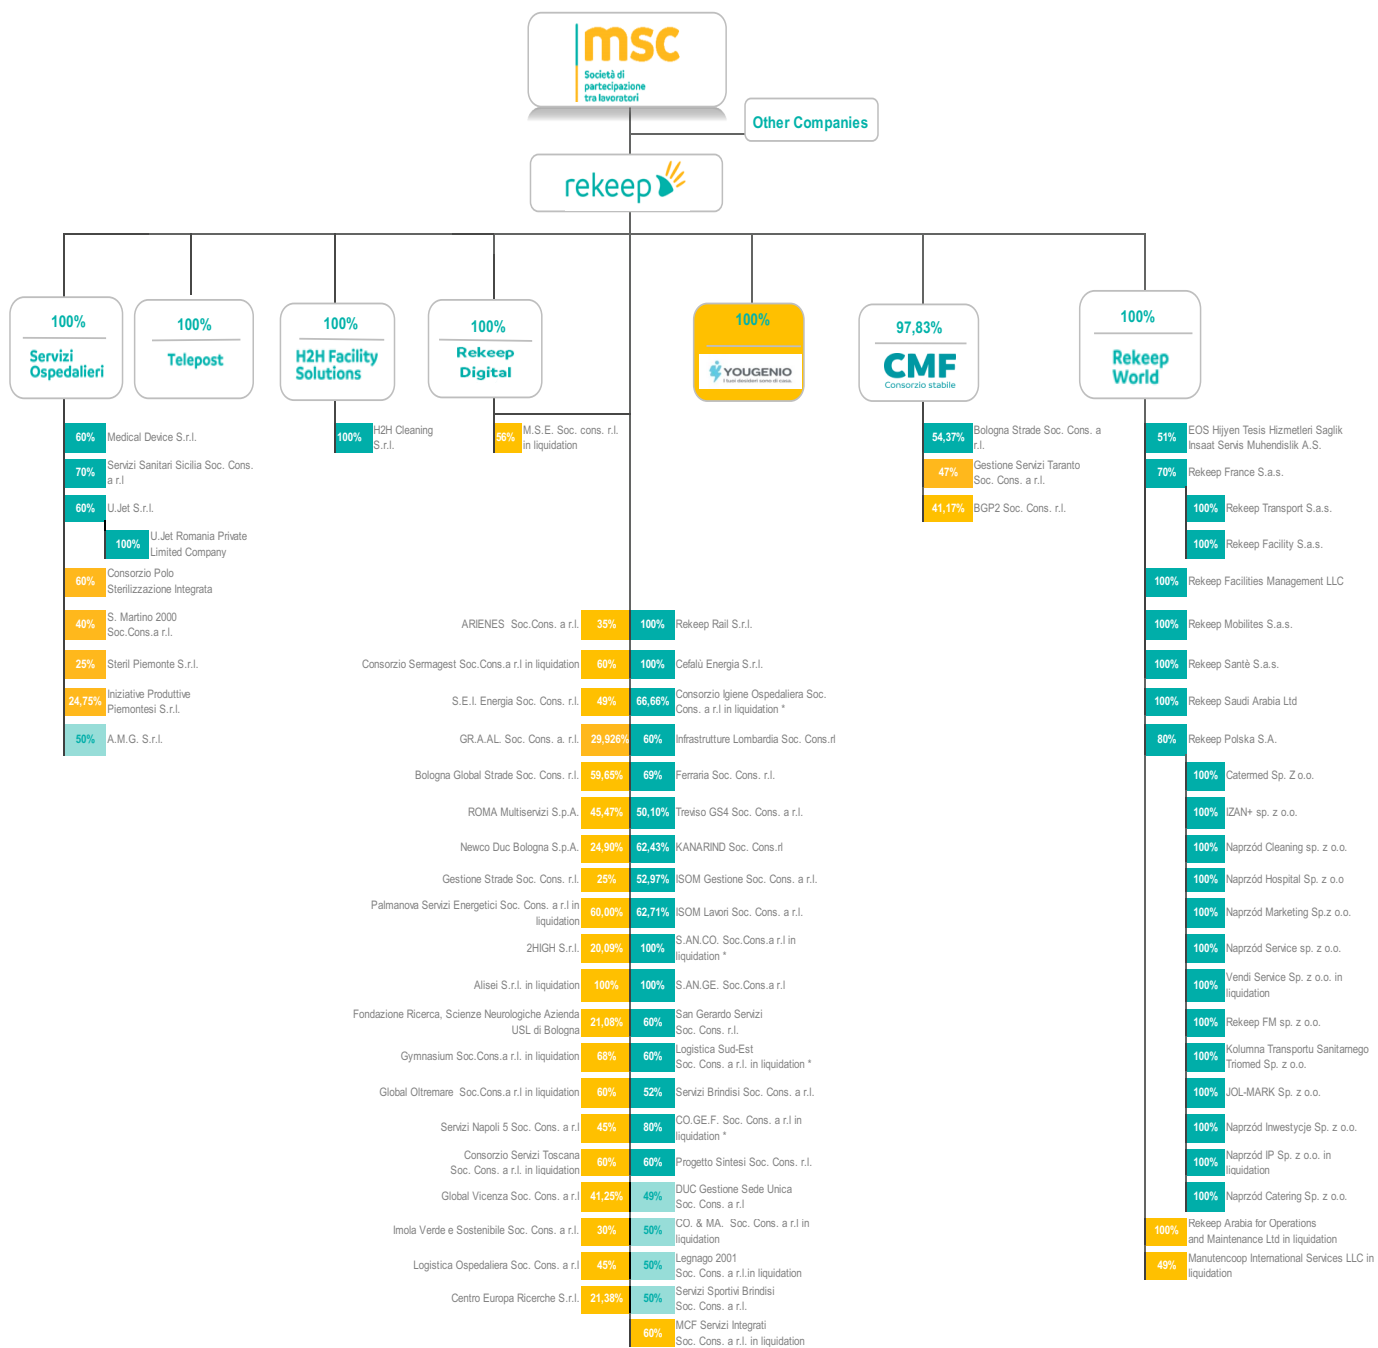 msc
Società di
partecipazione
tra lavoratori
Other Companies
rekeep
100%
Servizi
Ospedalieri
100%
Telepost
100%
H2H Facility
Solutions
100%
Rekeep
Digital
100%
YOUGENIO
I tuoi desideri sono di casa.
97,83%
CMF
Consorzio stabile
100%
Rekeep
World
60% Medical Device S.r.l.
70% Servizi Sanitari Sicilia Soc. Cons.
a r.l
60% U.Jet S.r.l.
100% U.Jet Romania Private
Limited Company
60% Consorzio Polo
Sterilizzazione Integrata
40% S. Martino 2000
Soc.Cons.a r.l.
25% Steril Piemonte S.r.l.
24,75% Iniziative Produttive
Piemontesi S.r.l.
50% A.M.G. S.r.l.
100% H2H Cleaning
S.r.l.
56% M.S.E. Soc. cons. r.l.
in liquidation
ARIENES Soc.Cons. a r.l. 35%
Consorzio Sermagest Soc.Cons.a r.l in liquidation 60%
S.E.I. Energia Soc. Cons. r.l. 49%
GR.A.AL. Soc. Cons. a. r.l. 29,926%
Bologna Global Strade Soc. Cons. r.l. 59,65%
ROMA Multiservizi S.p.A. 45,47%
Newco Duc Bologna S.p.A. 24,90%
Gestione Strade Soc. Cons. r.l. 25%
Palmanova Servizi Energetici Soc. Cons. a r.l in
liquidation 60,00%
2HIGH S.r.l. 20,09%
Alisei S.r.l. in liquidation 100%
Fondazione Ricerca, Scienze Neurologiche Azienda
USL di Bologna 21,08%
Gymnasium Soc.Cons.a r.l. in liquidation 68%
Global Oltremare Soc.Cons.a r.l in liquidation 60%
Servizi Napoli 5 Soc. Cons. a r.l 45%
Consorzio Servizi Toscana
Soc. Cons. a r.l. in liquidation 60%
Global Vicenza Soc. Cons. a r.l 41,25%
Imola Verde e Sostenibile Soc. Cons. a r.l. 30%
Logistica Ospedaliera Soc. Cons. a r.l 45%
Centro Europa Ricerche S.r.l. 21,38%
100% Rekeep Rail S.r.l.
100% Cefalù Energia S.r.l.
66,66% Consorzio Igiene Ospedaliera Soc.
Cons. a r.l in liquidation *
60% Infrastrutture Lombardia Soc. Cons.rl
69% Ferraria Soc. Cons. r.l.
50,10% Treviso GS4 Soc. Cons. a r.l.
62,43% KANARIND Soc. Cons.rl
52,97% ISOM Gestione Soc. Cons. a r.l.
62,71% ISOM Lavori Soc. Cons. a r.l.
100% S.AN.CO. Soc.Cons.a r.l in
liquidation *
100% S.AN.GE. Soc.Cons.a r.l
60% San Gerardo Servizi
Soc. Cons. r.l.
60% Logistica Sud-Est
Soc. Cons. a r.l. in liquidation *
52% Servizi Brindisi Soc. Cons. a r.l.
80% CO.GE.F. Soc. Cons. a r.l in
liquidation *
60% Progetto Sintesi Soc. Cons. r.l.
49% DUC Gestione Sede Unica
Soc. Cons. a r.l
50% CO. & MA. Soc. Cons. a r.l in
liquidation
50% Legnago 2001
Soc. Cons. a r.l.in liquidation
50% Servizi Sportivi Brindisi
Soc. Cons. a r.l.
60% MCF Servizi Integrati
Soc. Cons. a r.l. in liquidation
54,37% Bologna Strade Soc. Cons. a
r.l.
47% Gestione Servizi Taranto
Soc. Cons. a r.l.
41,17% BGP2 Soc. Cons. r.l.
51% EOS Hijyen Tesis Hizmetleri Saglik
Insaat Servis Muhendislik A.S.
70% Rekeep France S.a.s.
100% Rekeep Transport S.a.s.
100% Rekeep Facility S.a.s.
100% Rekeep Facilities Management LLC
100% Rekeep Mobilites S.a.s.
100% Rekeep Santè S.a.s.
100% Rekeep Saudi Arabia Ltd
80% Rekeep Polska S.A.
100% Catermed Sp. Z o.o.
100% IZAN+ sp. z o.o.
100% Naprzód Cleaning sp. z o.o.
100% Naprzód Hospital Sp. z o.o
100% Naprzód Marketing Sp.z o.o.
100% Naprzód Service sp. z o.o.
100% Vendi Service Sp. z o.o. in
liquidation
100% Rekeep FM sp. z o.o.
100% Kolumna Transportu Sanitarnego
Triomed Sp. z o.o.
100% JOL-MARK Sp. z o.o.
100% Naprzód Inwestycje Sp. z o.o.
100% Naprzód IP Sp. z o.o. in
liquidation
100% Naprzód Catering Sp. z o.o.
100% Rekeep Arabia for Operations
and Maintenance Ltd in liquidation
49% Manutencoop International Services LLC in
liquidation